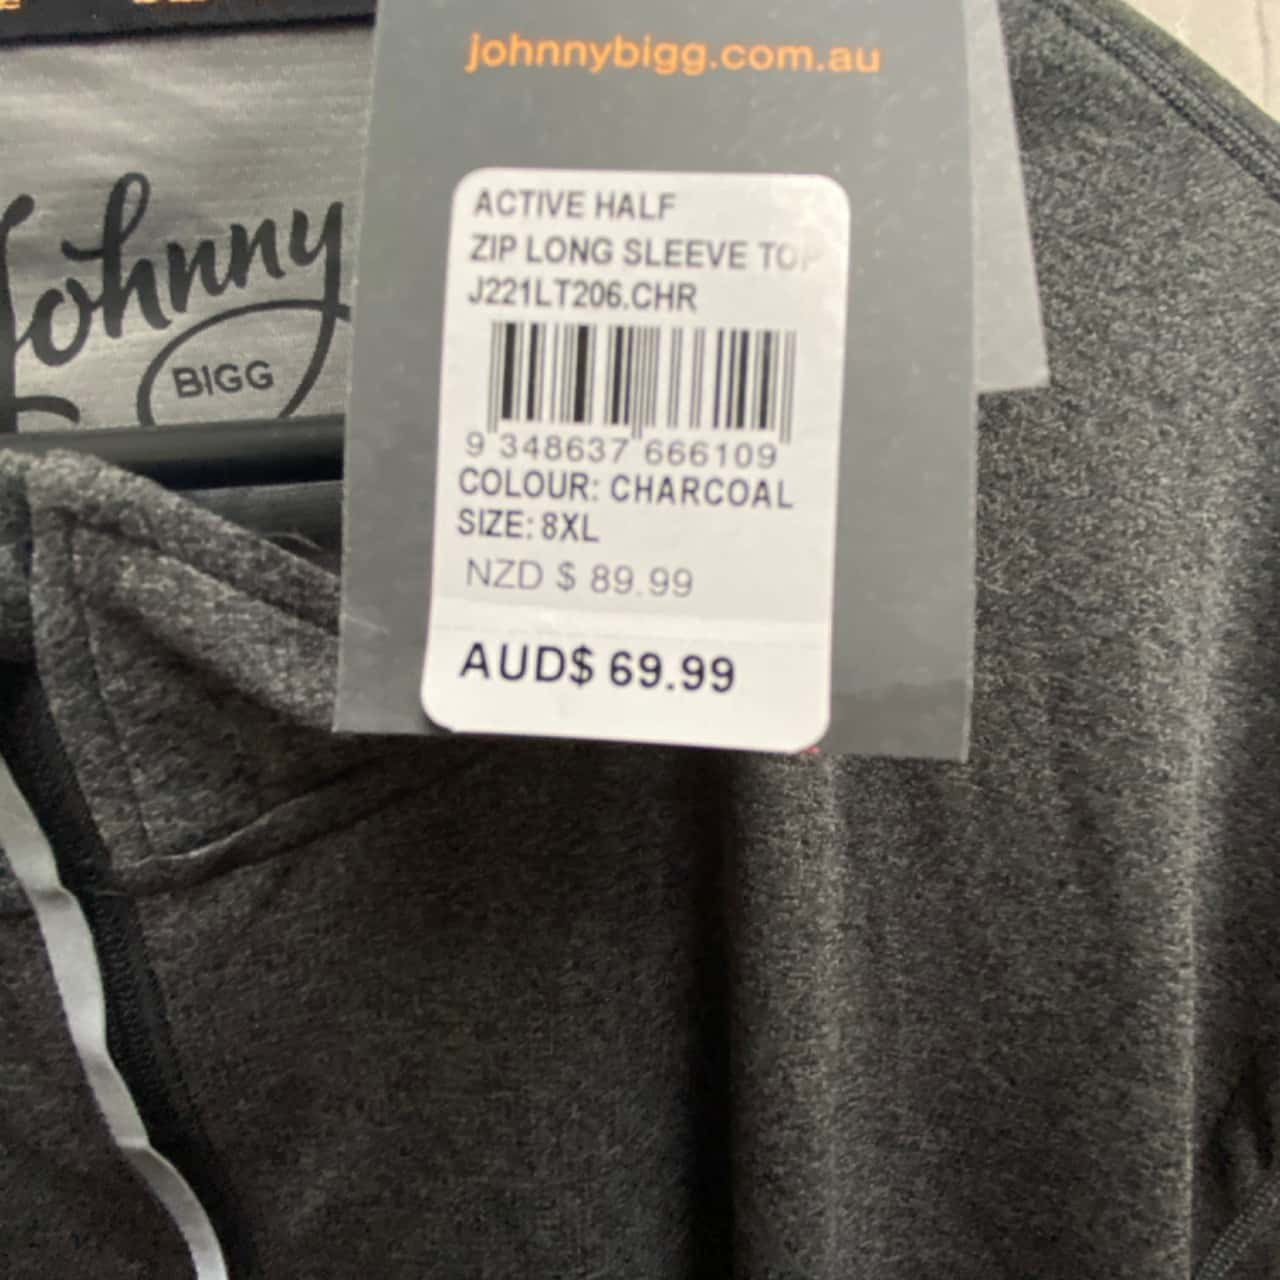 johnnybigg.com.au
Johnny
BIGG
ACTIVE HALF
ZIP LONG SLEEVE TOP
J221LT206.CHR
9 348637 666109
COLOUR: CHARCOAL
SIZE: 8XL
NZD $ 89.99
AUD$ 69.99